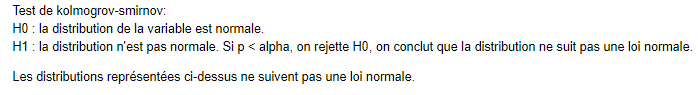 Test de kolmogrov-smirnov:
H0 : la distribution de la variable est normale.
H1 : la distribution n'est pas normale. Si p < alpha, on rejette H0, on conclut que la distribution ne suit pas une loi normale.
Les distributions représentées ci-dessus ne suivent pas une loi normale.